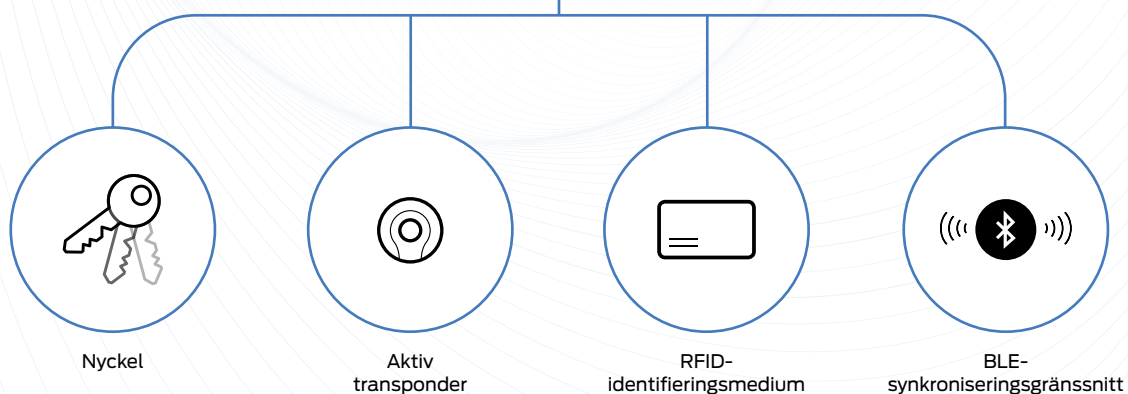 Nyckel
Aktiv
transponder
RFID-
identifieringsmedium
BLE-
synkroniseringsgränssnitt